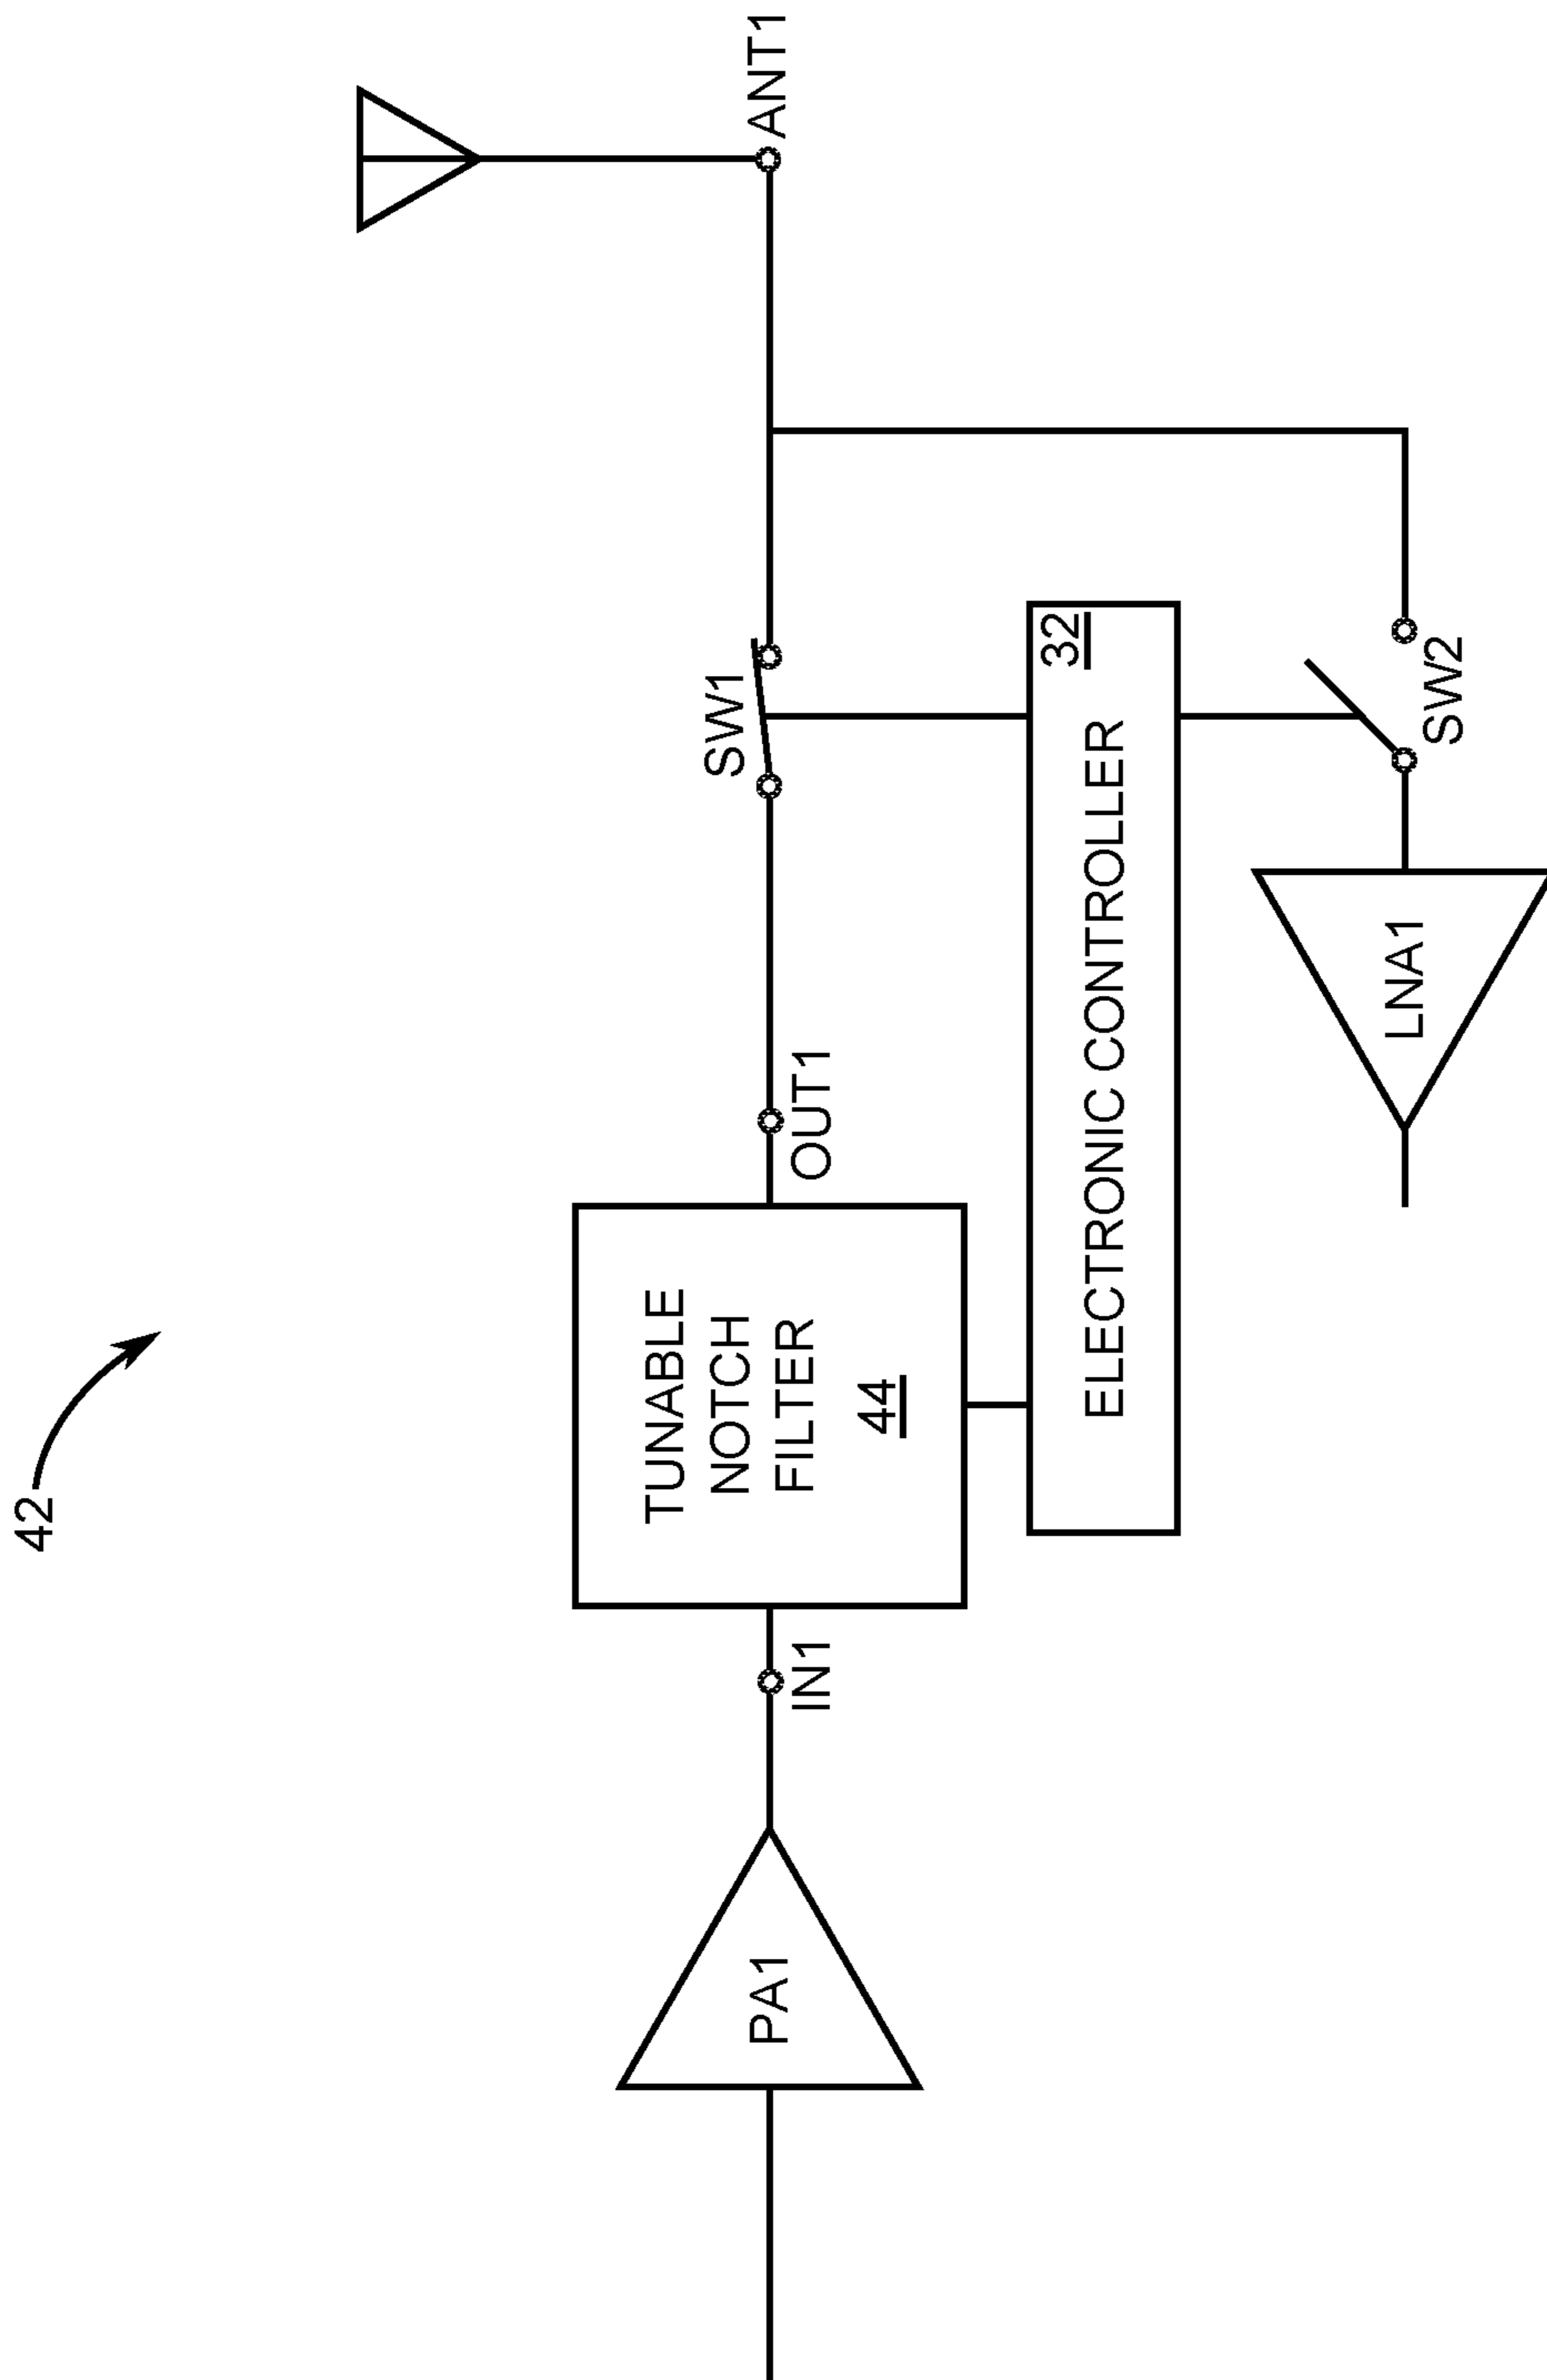 42
ANT1
SW1
PA1
IN1
TUNABLE
NOTCH
FILTER
44
OUT1
32
ELECTRONIC CONTROLLER
LNA1
SW2